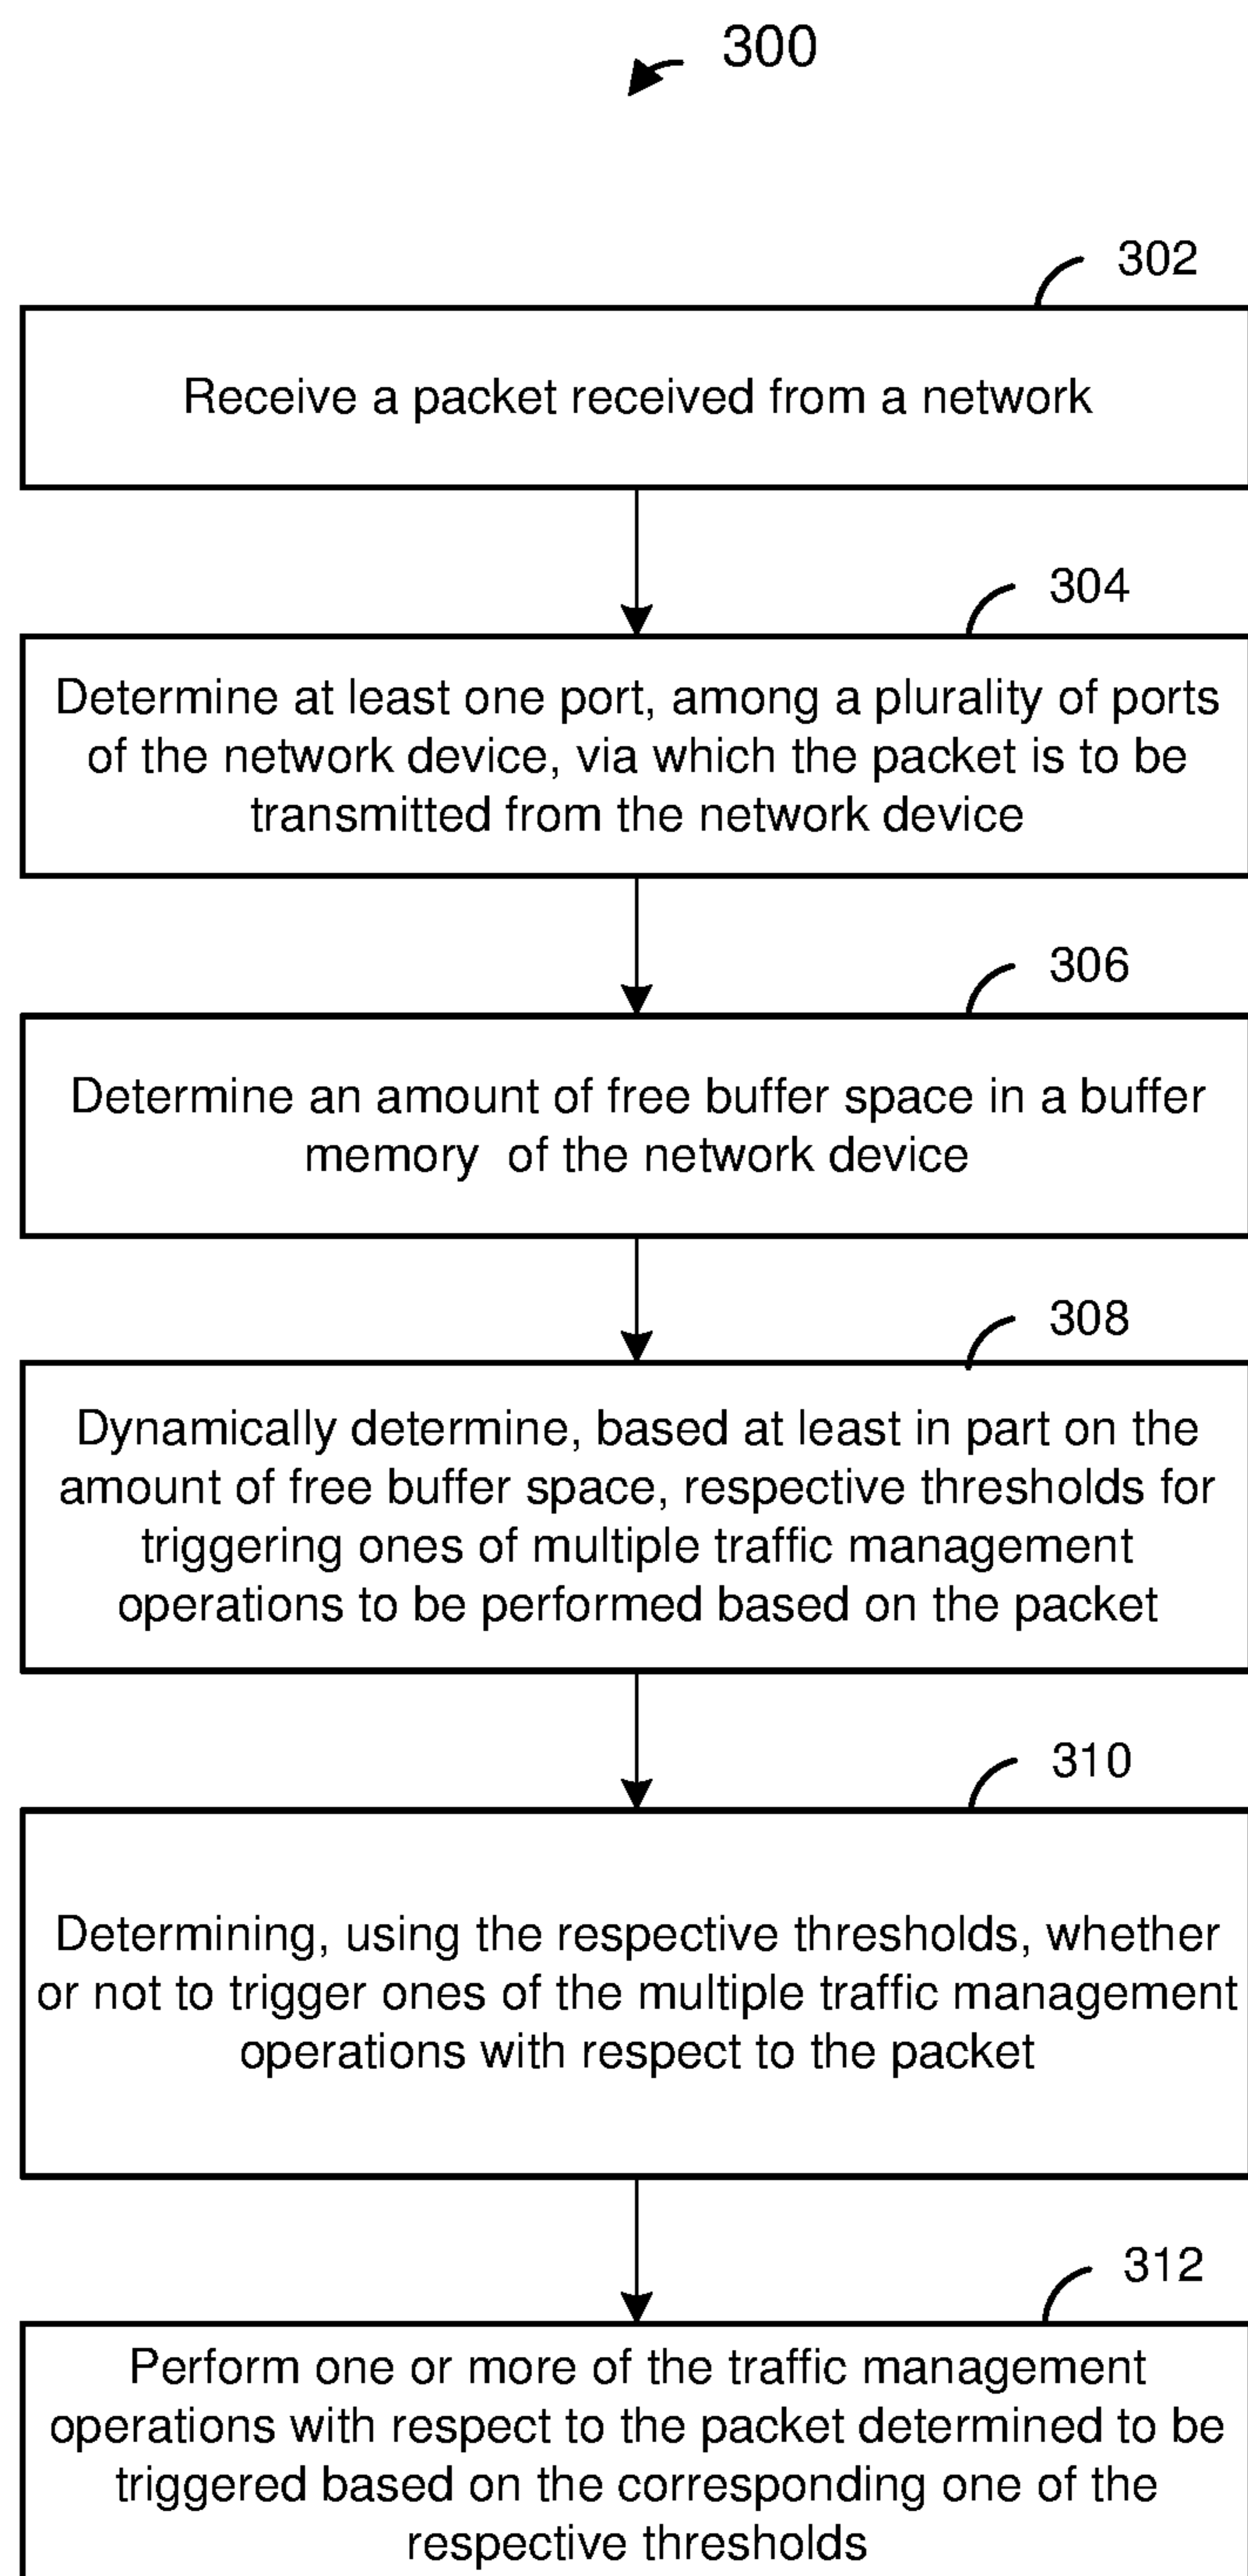 300
302
Receive a packet received from a network
304
Determine at least one port, among a plurality of ports
of the network device, via which the packet is to be
transmitted from the network device
306
Determine an amount of free buffer space in a buffer
memory  of the network device
308
Dynamically determine, based at least in part on the
amount of free buffer space, respective thresholds for
triggering ones of multiple traffic management
operations to be performed based on the packet
310
Determining, using the respective thresholds, whether
or not to trigger ones of the multiple traffic management
operations with respect to the packet
312
Perform one or more of the traffic management
operations with respect to the packet determined to be
triggered based on the corresponding one of the
respective thresholds